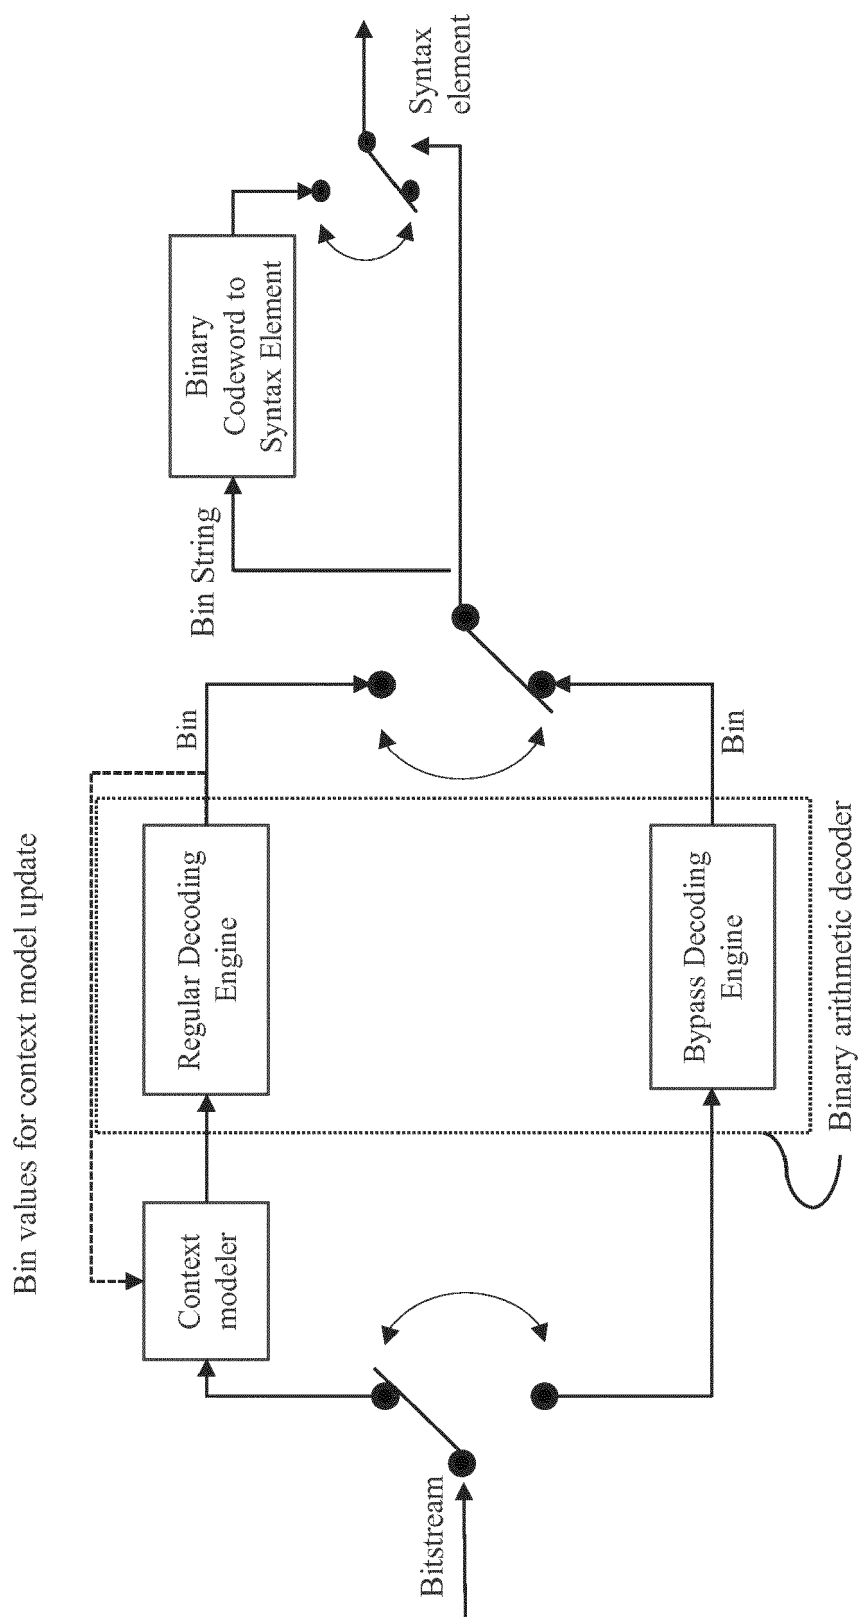 Bin values for context model update
Bitstream
Context
modeler
Regular Decoding
Engine
Bypass Decoding
Engine
Binary arithmetic decoder
Bin
Bin
Bin String
Binary
Codeword to
Syntax Element
Syntax
element